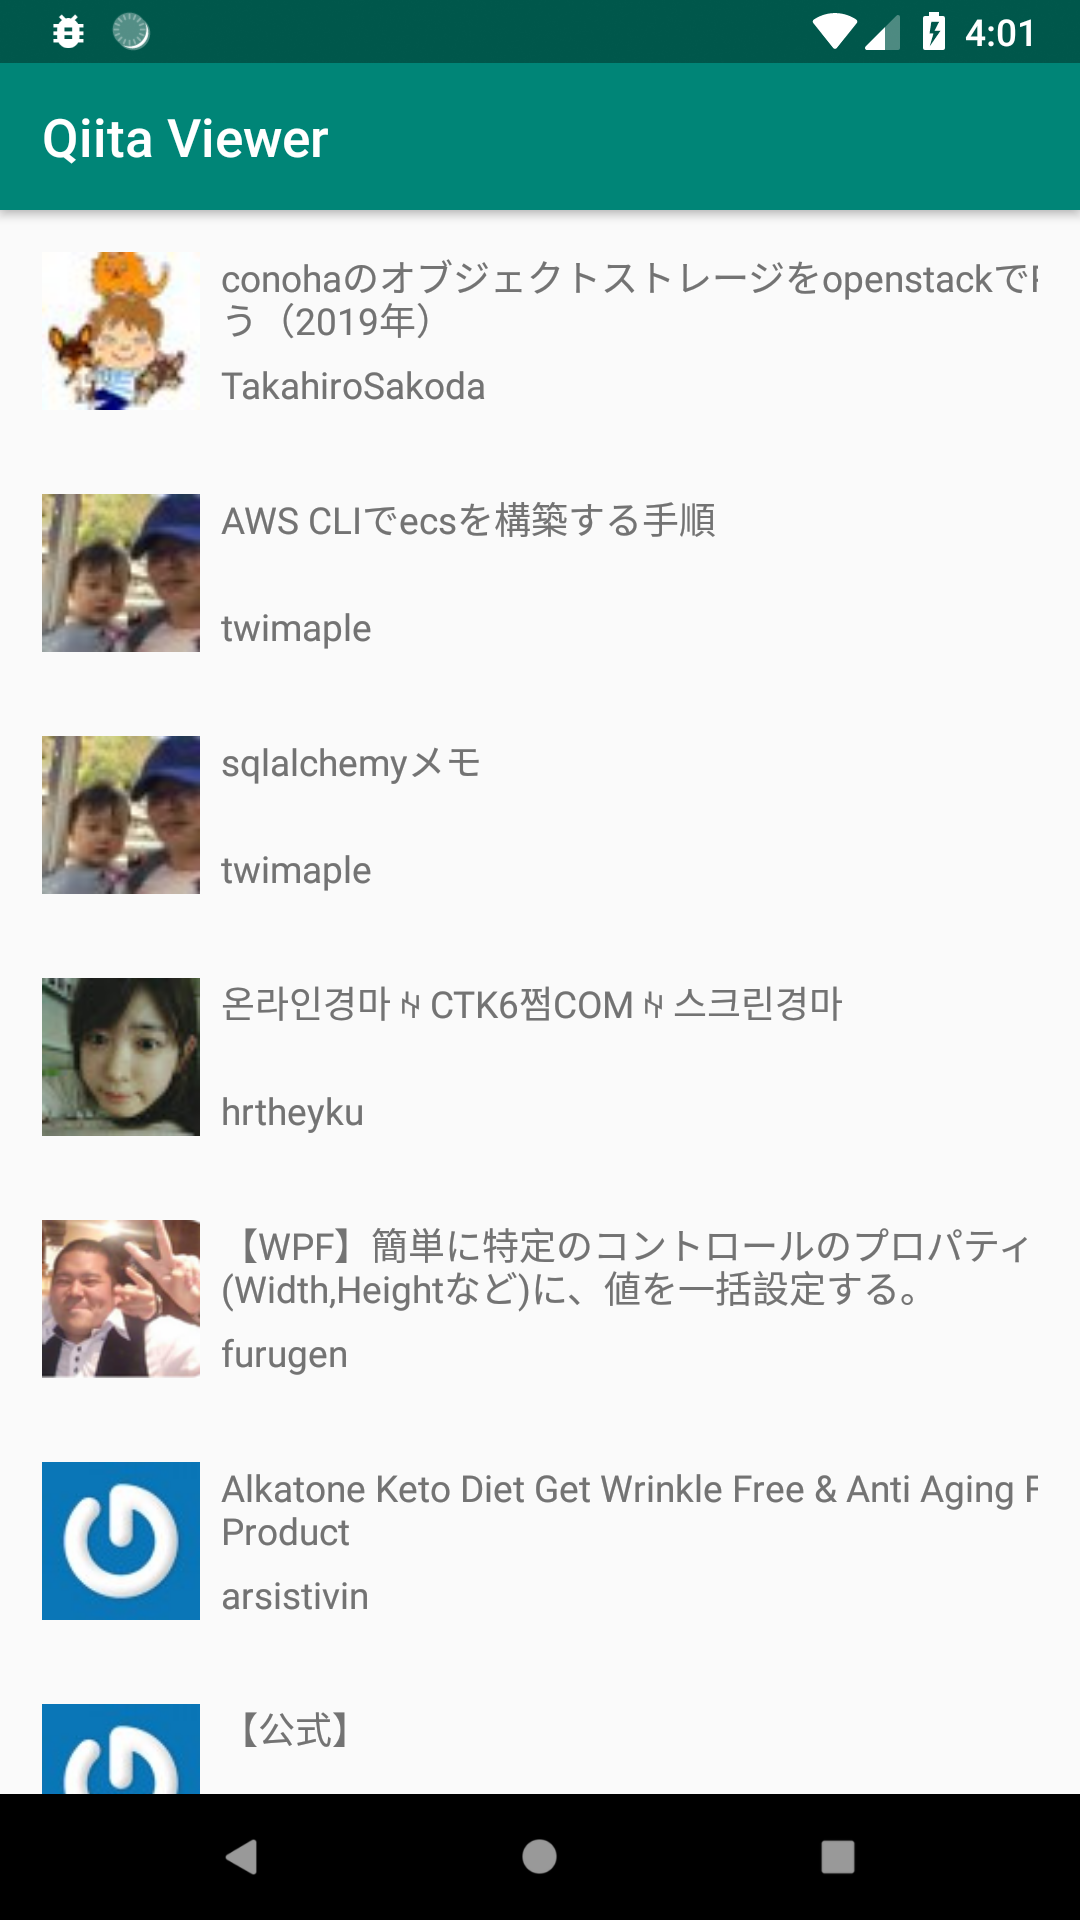 4:01
Qiita Viewer
conohaのオブジェクトストレージをopenstackで
う（2019年）
TakahiroSakoda
AWS CLIでecsを構築する手順
twimaple
sqlalchemyメモ
twimaple
온라인경마 CTK6쩜COM 스크린경마
hrtheyku
【WPF】簡単に特定のコントロールのプロパティ
(Width,Heightなど)に、値を一括設定する。
furugen
Alkatone Keto Diet Get Wrinkle Free & Anti Aging
Product
arsistivin
【公式】